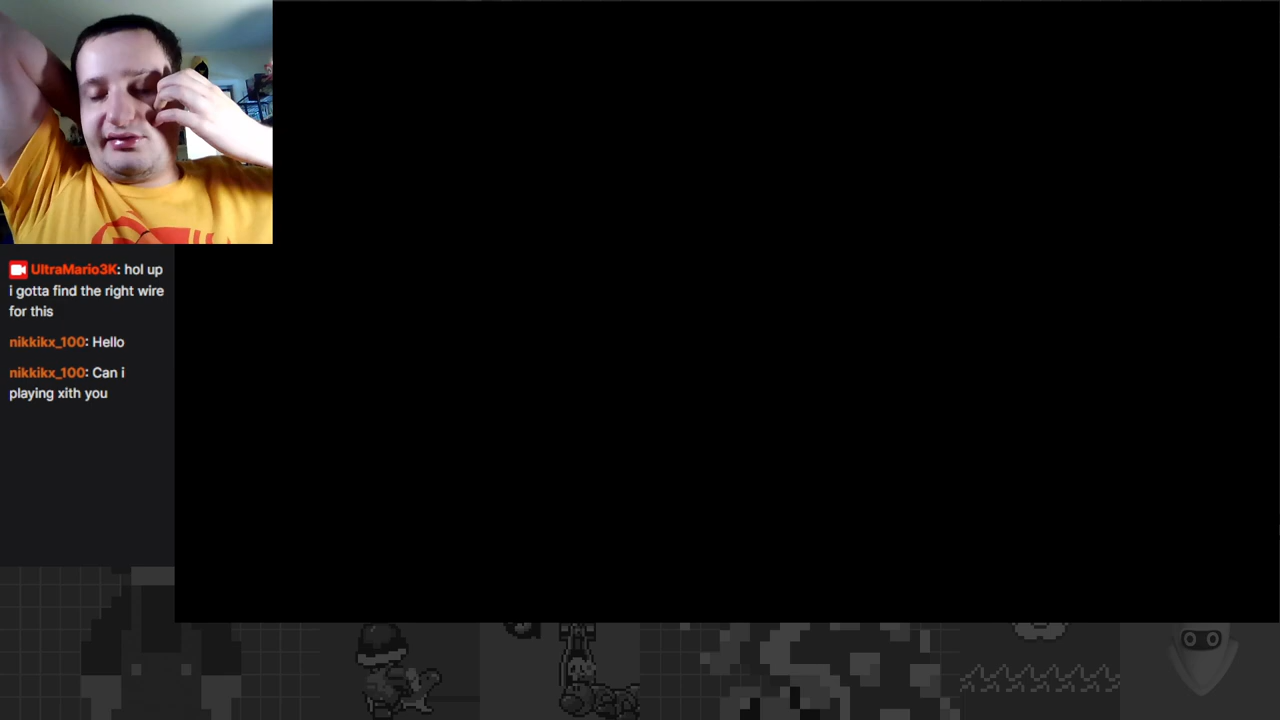 UltraMario3K: hol up
i gotta find the right wire
for this
nikkikx_100: Hello
nikkikx_100: Can i
playing xith you